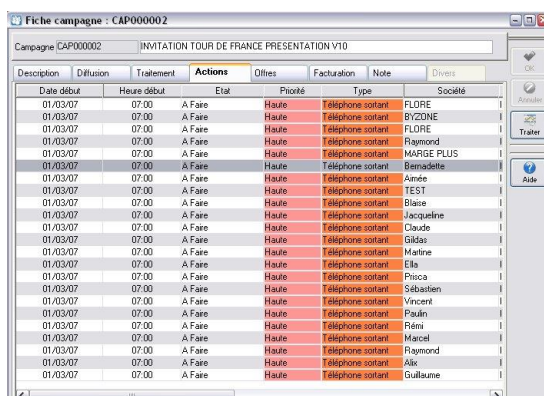 Fiche campagne : CAP000002
Campagne CAP000002 INVITATION TOUR DE FRANCE PRESENTATION V10
Description Diffusion Traitement Actions Offres Facturation Note Divers
OK
Annuler
Traiter
Aide
Date début Heure début Etat Priorité Type Société
01/03/07 07:00 A Faire Haute Téléphone sortant FLORE
01/03/07 07:00 A Faire Haute Téléphone sortant BYZONE
01/03/07 07:00 A Faire Haute Téléphone sortant FLORE
01/03/07 07:00 A Faire Haute Téléphone sortant Raymond
01/03/07 07:00 A Faire Haute Téléphone sortant MARGE PLUS
01/03/07 07:00 A Faire Haute Téléphone sortant Bernadette
01/03/07 07:00 A Faire Haute Téléphone sortant Aimée
01/03/07 07:00 A Faire Haute Téléphone sortant TEST
01/03/07 07:00 A Faire Haute Téléphone sortant Blaise
01/03/07 07:00 A Faire Haute Téléphone sortant Jacqueline
01/03/07 07:00 A Faire Haute Téléphone sortant Claude
01/03/07 07:00 A Faire Haute Téléphone sortant Gildas
01/03/07 07:00 A Faire Haute Téléphone sortant Martine
01/03/07 07:00 A Faire Haute Téléphone sortant Ella
01/03/07 07:00 A Faire Haute Téléphone sortant Prisca
01/03/07 07:00 A Faire Haute Téléphone sortant Sébastien
01/03/07 07:00 A Faire Haute Téléphone sortant Vincent
01/03/07 07:00 A Faire Haute Téléphone sortant Paulin
01/03/07 07:00 A Faire Haute Téléphone sortant Rémi
01/03/07 07:00 A Faire Haute Téléphone sortant Marcel
01/03/07 07:00 A Faire Haute Téléphone sortant Raymond
01/03/07 07:00 A Faire Haute Téléphone sortant Alix
01/03/07 07:00 A Faire Haute Téléphone sortant Guillaume